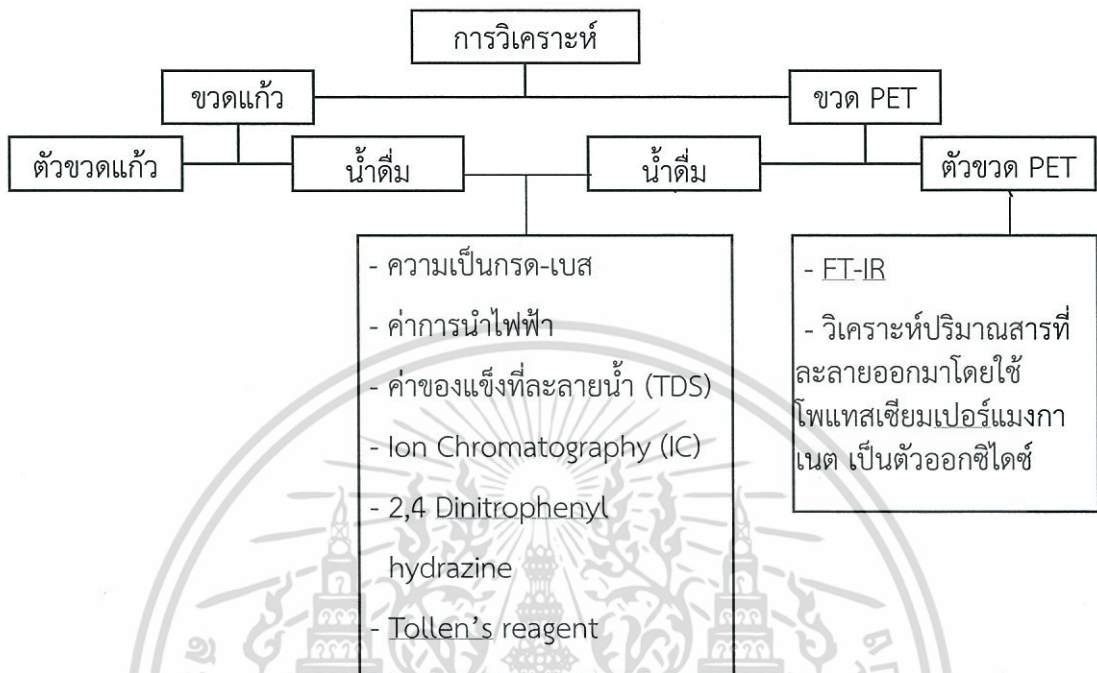 การวิเคราะห์
ขวดแก้ว
ขวด PET
ตัวขวดแก้ว
น้ำดื่ม
น้ำดื่ม
ตัวขวด PET
- ความเป็นกรด-เบส
- ค่าการนำไฟฟ้า
- ค่าของแข็งที่ละลายน้ำ (TDS)
- Ion Chromatography (IC)
- 2,4 Dinitrophenyl
hydrazine
- Tollen's reagent
- FT-IR
- วิเคราะห์ปริมาณสารที่
ละลายออกมาโดยใช้
โพแทสเซียมเปอร์แมงกา
เนต เป็นตัวออกซิไดซ์